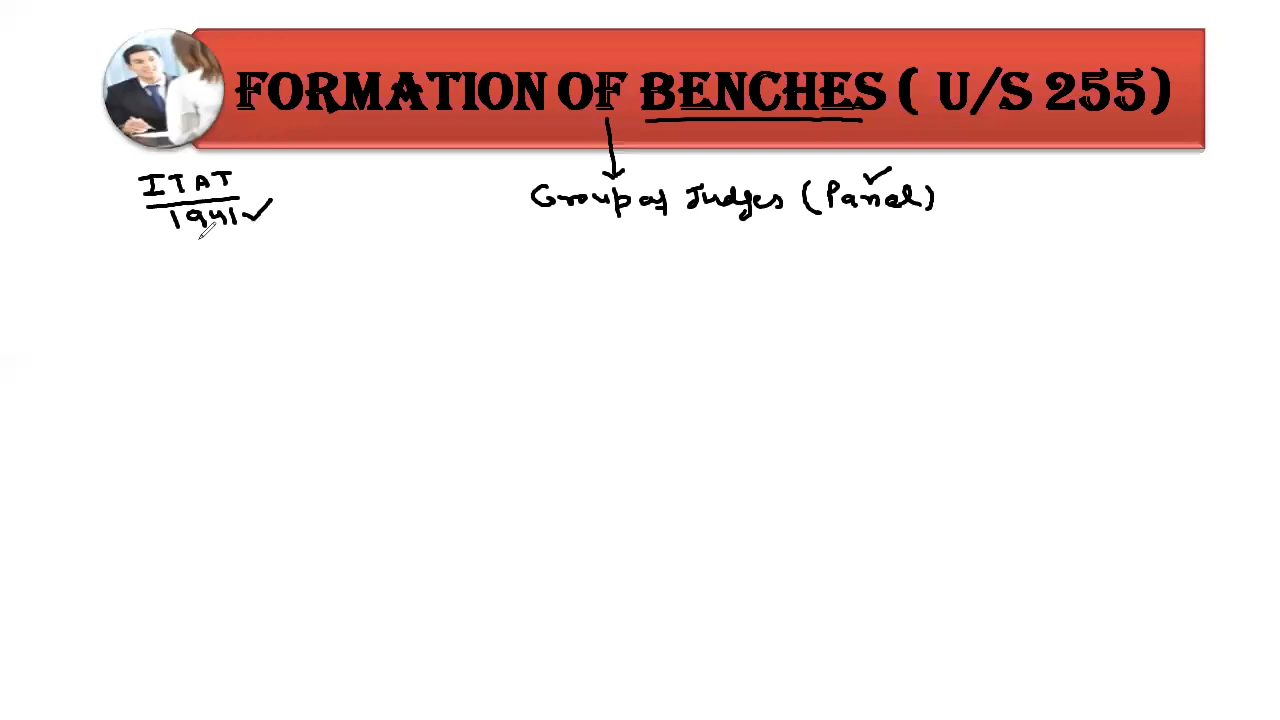 FORMATION OF BENCHES ( U/S 255)
ITAT
1941
Group of Judges (Panel)